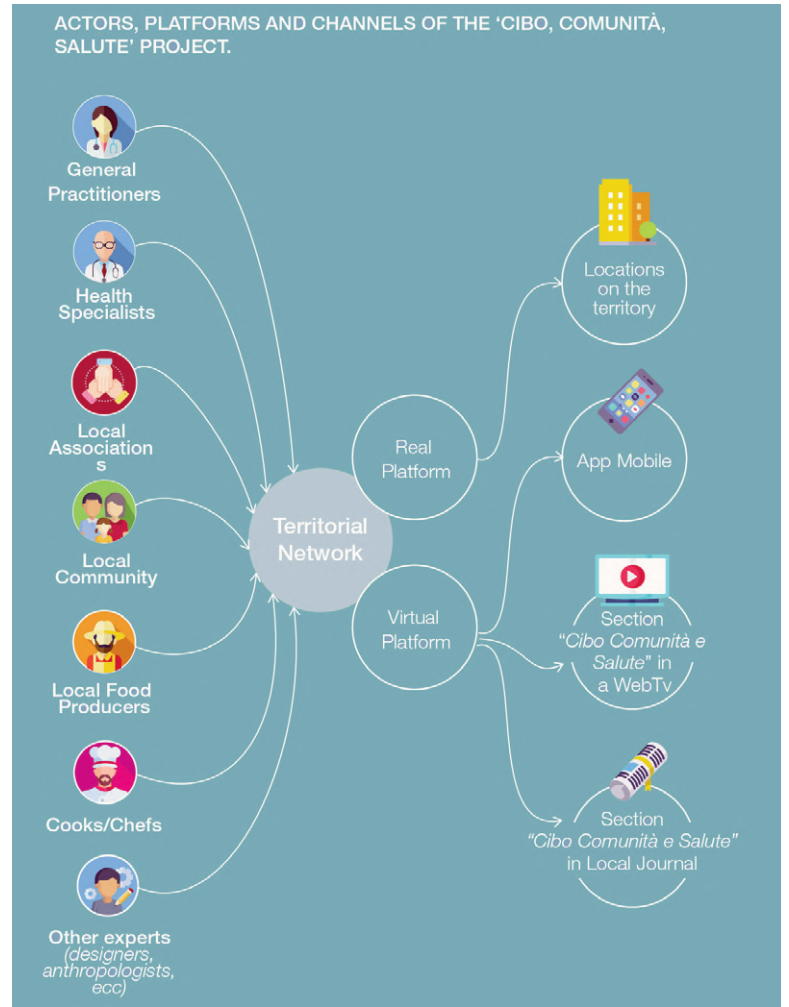 ACTORS, PLATFORMS AND CHANNELS OF THE ‘CIBO, COMUNITÀ,
SALUTE’ PROJECT.
General
Practitioners
Health
Specialists
Local
Association
s
Local
Community
Local Food
Producers
Cooks/Chefs
Other experts
(designers,
anthropologists,
ecc)
Territorial
Network
Real
Platform
Virtual
Platform
Locations
on the
territory
App Mobile
Section
“Cibo Comunità e
Salute” in
a WebTv
Section
“Cibo Comunità e Salute”
in Local Journal